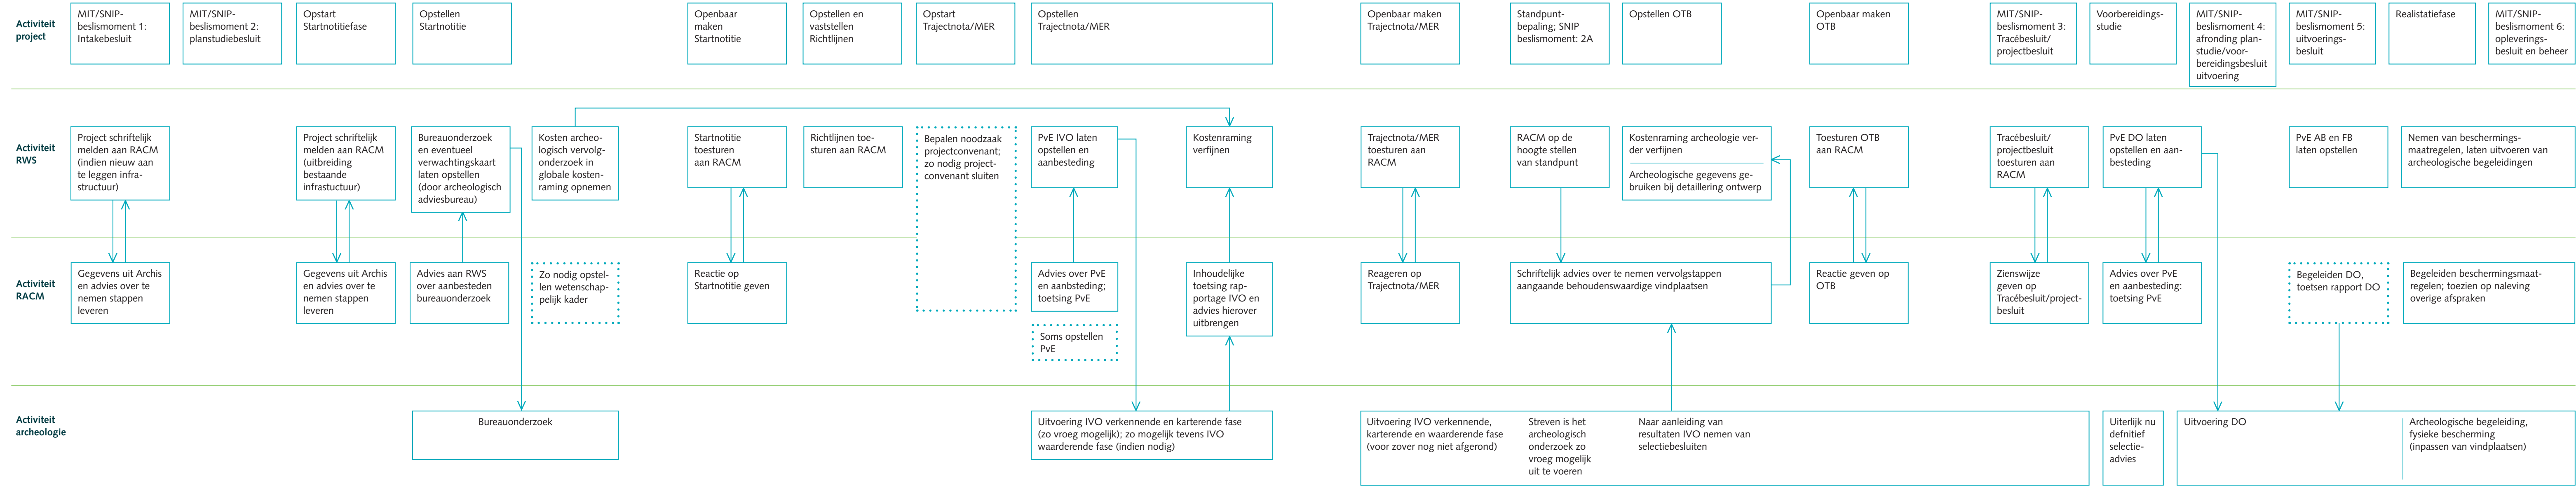 Activiteit
project
MIT/SNIP-
beslismoment 1:
Intakebesluit
MIT/SNIP-
beslismoment 2:
planstudiebesluit
Opstart
Startnotitiefase
Opstellen
Startnotitie
Openbaar
maken
Startnotitie
Opstellen en
vaststellen
Richtlijnen
Opstart
Trajectnota/MER
Opstellen
Trajectnota/MER
Openbaar maken
Trajectnota/MER
Standpunt-
bepaling; SNIP
beslismoment: 2A
Opstellen OTB
Openbaar maken
OTB
MIT/SNIP-
beslismoment 3:
Tracébesluit/
projectbesluit
Voorbereidings-
studie
MIT/SNIP-
beslismoment 4:
afronding plan-
studie/voor-
bereidingsbesluit
uitvoering
MIT/SNIP-
beslismoment 5:
uitvoerings-
besluit
Realistatiefase
MIT/SNIP-
beslismoment 6:
opleverings-
besluit en beheer
Activiteit
RWS
Project schriftelijk
melden aan RACM
(indien nieuw aan
te leggen infra-
structuur)
Project schriftelijk
melden aan RACM
(uitbreiding
bestaande
infrastuctuur)
Bureauonderzoek
en eventueel
verwachtingskaart
laten opstellen
(door archeologisch
adviesbureau)
Kosten archeo-
logisch vervolg-
onderzoek in
globale kosten-
raming opnemen
Startnotitie
toesturen
aan RACM
Richtlijnen toe-
sturen aan RACM
Bepalen noodzaak
projectconvenant;
zo nodig project-
convenant sluiten
PvE IVO laten
opstellen en
aanbesteding
Kostenraming
verfijnen
Trajectnota/MER
toesturen aan
RACM
RACM op de
hoogte stellen
van standpunt
Kostenraming archeologie ver-
der verfijnen
Archeologische gegevens ge-
bruiken bij detaillering ontwerp
Toesturen OTB
aan RACM
Tracébesluit/
projectbesluit
toesturen aan
RACM
PvE DO laten
opstellen en aan-
besteding
PvE AB en FB
laten opstellen
Nemen van beschermings-
maatregelen, laten uitvoeren van
archeologische begeleidingen
Activiteit
RACM
Gegevens uit Archis
en advies over te
nemen stappen
leveren
Gegevens uit Archis
en advies over te
nemen stappen
leveren
Advies aan RWS
over aanbesteden
bureauonderzoek
Zo nodig opstel-
len wetenschap-
pelijk kader
Reactie op
Startnotitie geven
Advies over PvE
en aanbsteding;
toetsing PvE
Soms opstellen
PvE
Inhoudelijke
toetsing rap-
portage IVO en
advies hierover
uitbrengen
Reageren op
Trajectnota/MER
Schriftelijk advies over te nemen vervolgstappen
aangaande behoudenswaardige vindplaatsen
Reactie geven op
OTB
Zienswijze
geven op
Tracébesluit/project-
besluit
Advies over PvE
en aanbesteding:
toetsing PvE
Begeleiden DO,
toetsen rapport DO
Begeleiden beschermingsmaat-
regelen; toezien op naleving
overige afspraken
Activiteit
archeologie
Bureauonderzoek
Uitvoering IVO verkennende en karterende fase
(zo vroeg mogelijk); zo mogelijk tevens IVO
waarderende fase (indien nodig)
Uitvoering IVO verkennende,
karterende en waarderende fase
(voor zover nog niet afgerond)
Streven is het
archeologisch
onderzoek zo
vroeg mogelijk
uit te voeren
Naar aanleiding van
resultaten IVO nemen van
selectiebesluiten
Uiterlijk nu
defnitief
selectie-
advies
Uitvoering DO
Archeologische begeleiding,
fysieke bescherming
(inpassen van vindplaatsen)